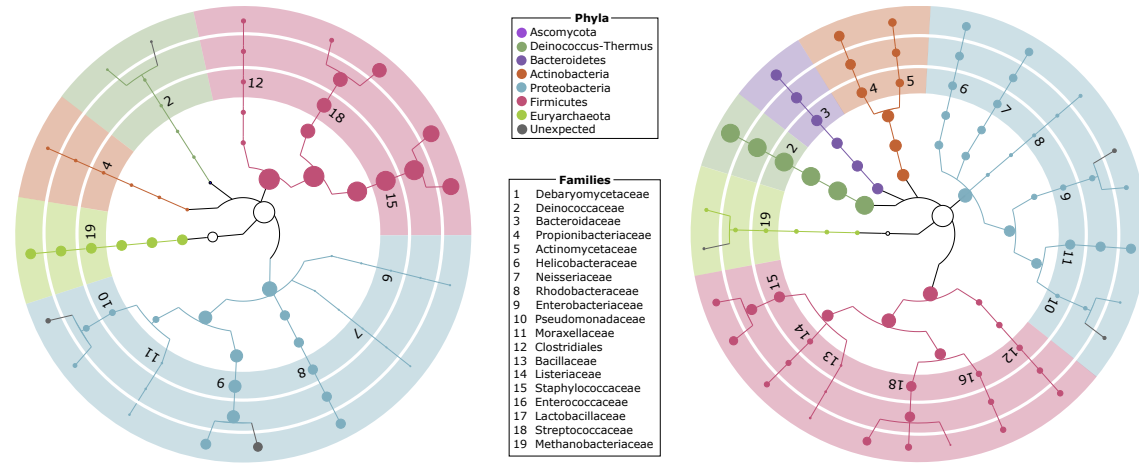 12
2
18
4
15
19
6
10
7
11
8
9
Phyla
Ascomycota
Deinococcus-Thermus
Bacteroidetes
Actinobacteria
Proteobacteria
Firmicutes
Euryarchaeota
Unexpected
Families
1 Debaryomycetaceae
2 Deinococcaceae
3 Bacteroidaceae
4 Propionibacteriaceae
5 Actinomycetaceae
6 Helicobacteraceae
7 Neisseriaceae
8 Rhodobacteraceae
9 Enterobacteriaceae
10 Pseudomonadaceae
11 Moraxellaceae
12 Clostridiales
13 Bacillaceae
14 Listeriaceae
15 Staphylococcaceae
16 Enterococcaceae
17 Lactobacillaceae
18 Streptococcaceae
19 Methanobacteriaceae
5
4
6
7
3
8
2
9
19
11
15
10
14
12
13
16
18